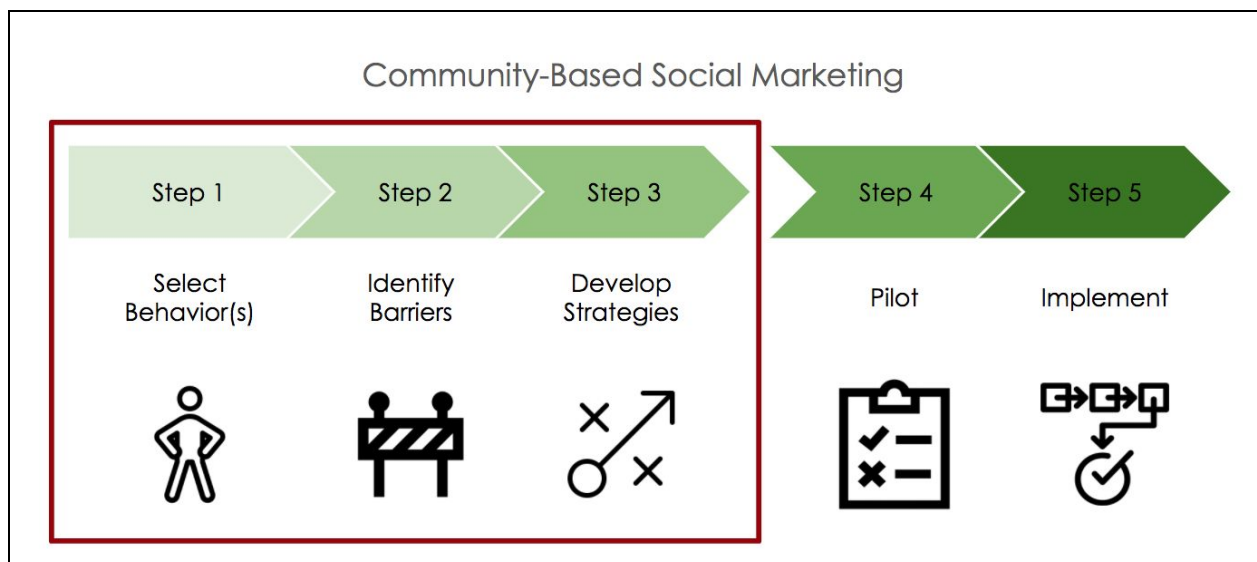 Community-Based Social Marketing
Step 1
Step 2
Step 3
Step 4
Step 5
Select
Behavior(s)
Identify
Barriers
Develop
Strategies
Pilot
Implement